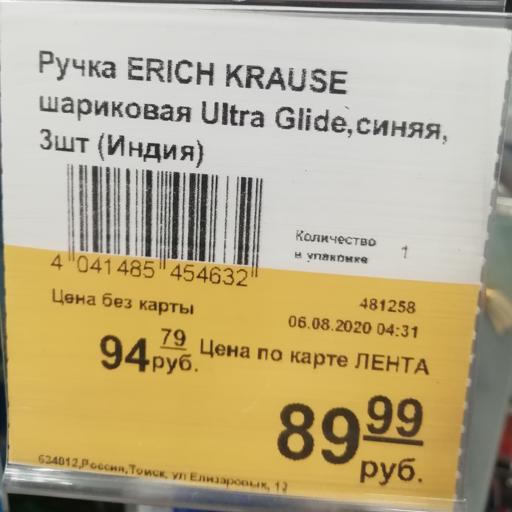 Ручка ERICH KRAUSE
шариковая Ultra Glide,синяя,
3шт (Индия)
Количество
в упаковке 1
4 041485 454632
Цена без карты
481258
06.08.2020 04:31
94 79 руб.
Цена по карте ЛЕНТА
89 99
руб.
634012,Россия,Томск, ул Елизаровых, 13